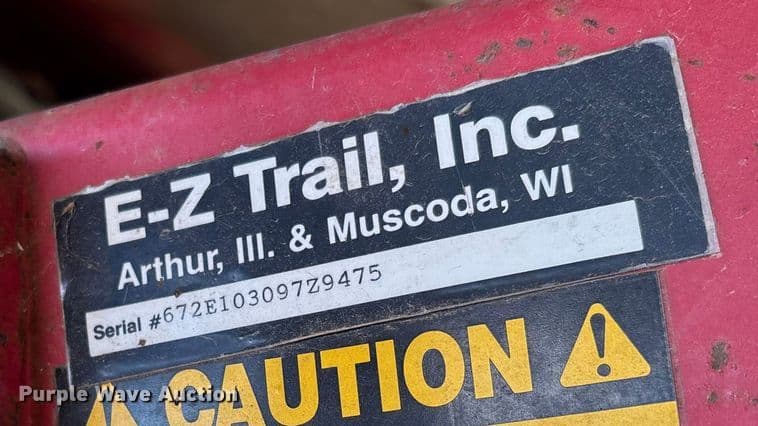 E-Z Trail, Inc.
Arthur, Ill. & Muscoda, WI
Serial #672E103097Z9475
CAUTION
Purple Wave Auction